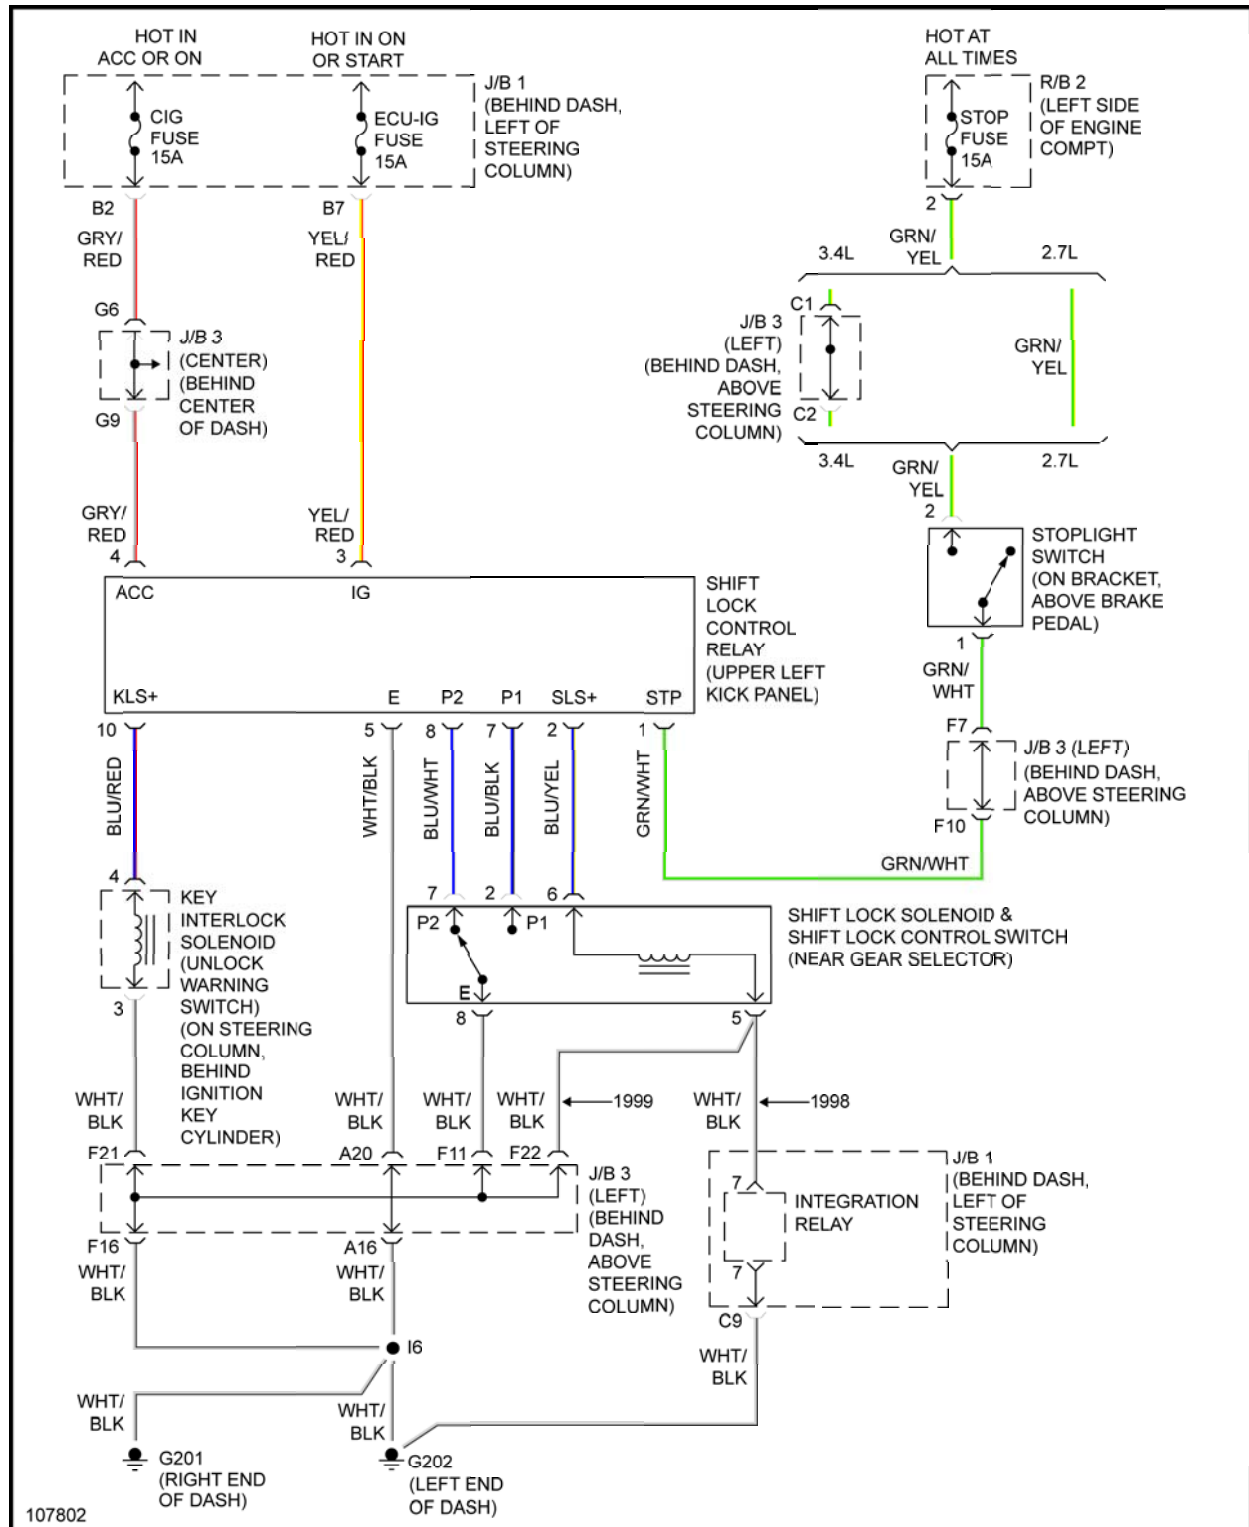 HOT IN
ACC OR ON
HOT IN ON
OR START
HOT AT
ALL TIMES
CIG
FUSE
15A
ECU-IG
FUSE
15A
J/B 1
(BEHIND DASH,
LEFT OF
STEERING
COLUMN)
STOP
FUSE
15A
R/B 2
(LEFT SIDE
OF ENGINE
COMPT)
B2
B7
2
GRY/
RED
YEL/
RED
GRN/
YEL
3.4L
2.7L
G6
J/B 3
(CENTER)
(BEHIND
CENTER
OF DASH)
G9
C1
J/B 3
(LEFT)
(BEHIND DASH,
ABOVE
STEERING
COLUMN)
C2
GRN/
YEL
3.4L
2.7L
GRN/
YEL
2
GRY/
RED
4
YEL/
RED
3
STOPLIGHT
SWITCH
(ON BRACKET,
ABOVE BRAKE
PEDAL)
1
ACC
IG
SHIFT
LOCK
CONTROL
RELAY
(UPPER LEFT
KICK PANEL)
KLS+
E
P2
P1
SLS+
STP
GRN/
WHT
F7
10
5
8
7
2
1
J/B 3 (LEFT)
(BEHIND DASH,
ABOVE STEERING
COLUMN)
F10
BLU/RED
WHT/BLK
BLU/WHT
BLU/BLK
BLU/YEL
GRN/WHT
GRN/WHT
4
KEY
INTERLOCK
SOLENOID
(UNLOCK
WARNING
SWITCH)
(ON STEERING
COLUMN,
BEHIND
IGNITION
KEY
CYLINDER)
3
7
2
6
P2
P1
E
SHIFT LOCK SOLENOID &
SHIFT LOCK CONTROL SWITCH
(NEAR GEAR SELECTOR)
8
5
WHT/
BLK
WHT/
BLK
WHT/
BLK
WHT/
BLK
1999
WHT/
BLK
1998
F21
A20
F11
F22
J/B 3
(LEFT)
(BEHIND
DASH,
ABOVE
STEERING
COLUMN)
J/B 1
(BEHIND DASH,
LEFT OF
STEERING
COLUMN)
7
INTEGRATION
RELAY
7
C9
F16
A16
WHT/
BLK
WHT/
BLK
I6
WHT/
BLK
WHT/
BLK
WHT/
BLK
G201
(RIGHT END
OF DASH)
G202
(LEFT END
OF DASH)
107802